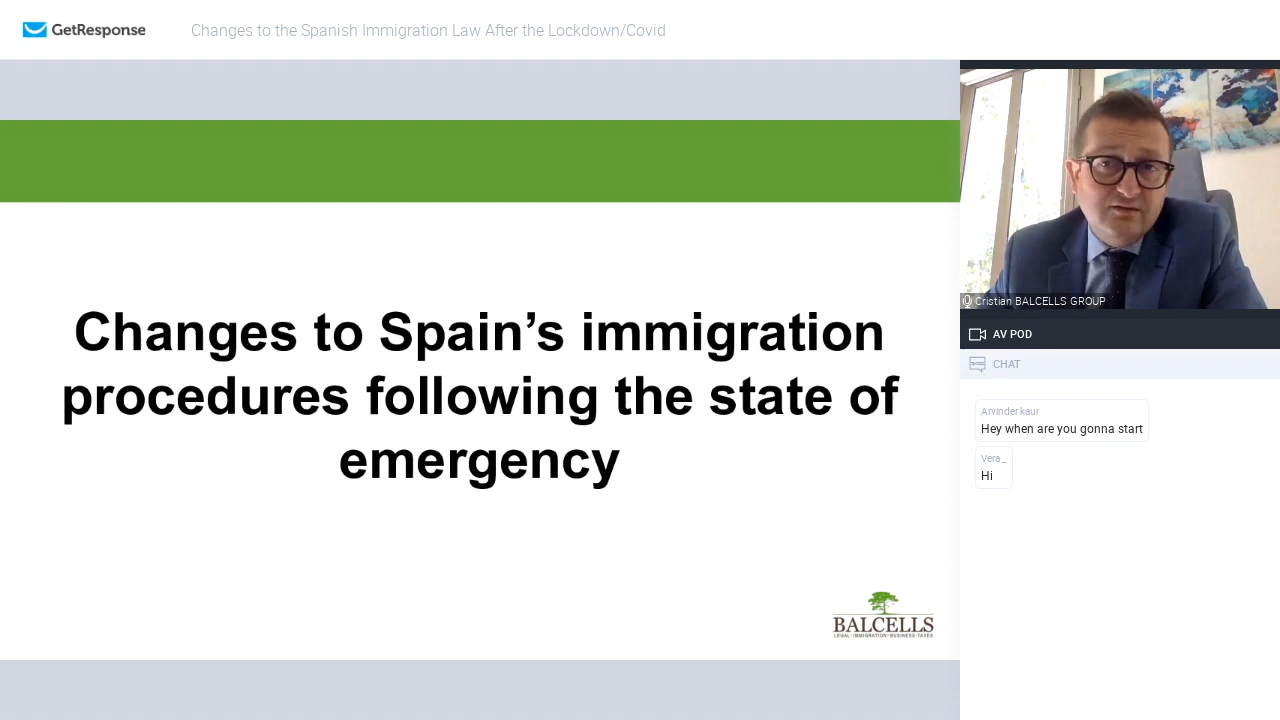 GetResponse
Changes to the Spanish Immigration Law After the Lockdown/Covid
Changes to Spain’s immigration
procedures following the state of
emergency
BALCELLS
LEGAL·IMMIGRATION·BUSINESS·TAXES
Cristian BALCELLS GROUP
AV POD
CHAT
Arvinder kaur
Hey when are you gonna start
Vera_
Hi